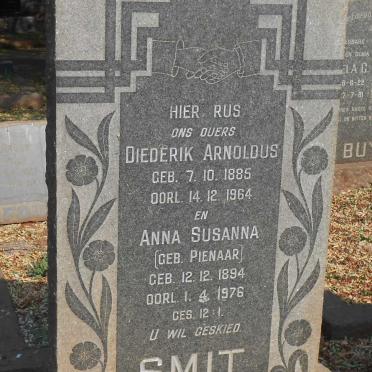 HIER RUS
ONS OUERS
DIEDERIK ARNOLDUS
GEB. 7. 10. 1885
OORL. 14. 12. 1964
EN
ANNA SUSANNA
(GEB. PIENAAR)
GEB. 12. 12. 1894
OORL. 1. 4. 1976
GES. 12:1.
U WIL GESKIED.
SMIT
BUY